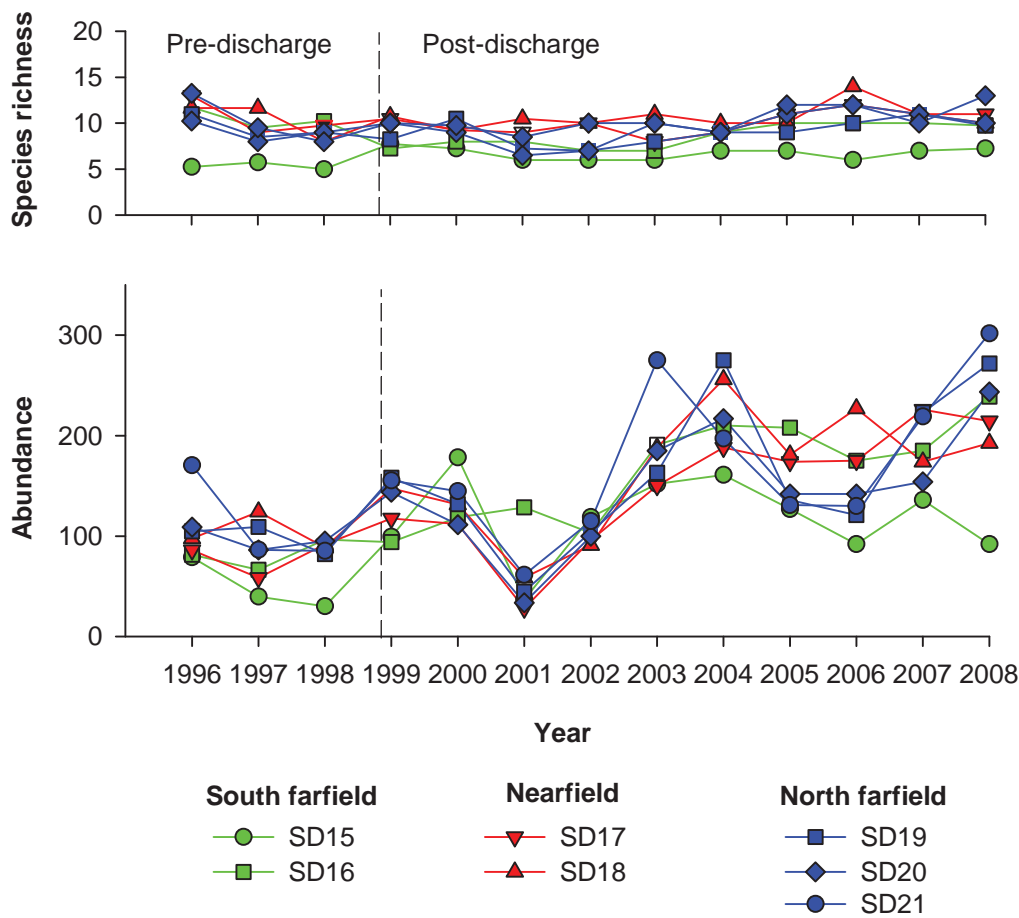 Species richness
20
15
10
5
0
Pre-discharge
Post-discharge
Abundance
300
200
100
0
1996 1997 1998 1999 2000 2001 2002 2003 2004 2005 2006 2007 2008
Year
South farfield
SD15
SD16
Nearfield
SD17
SD18
North farfield
SD19
SD20
SD21